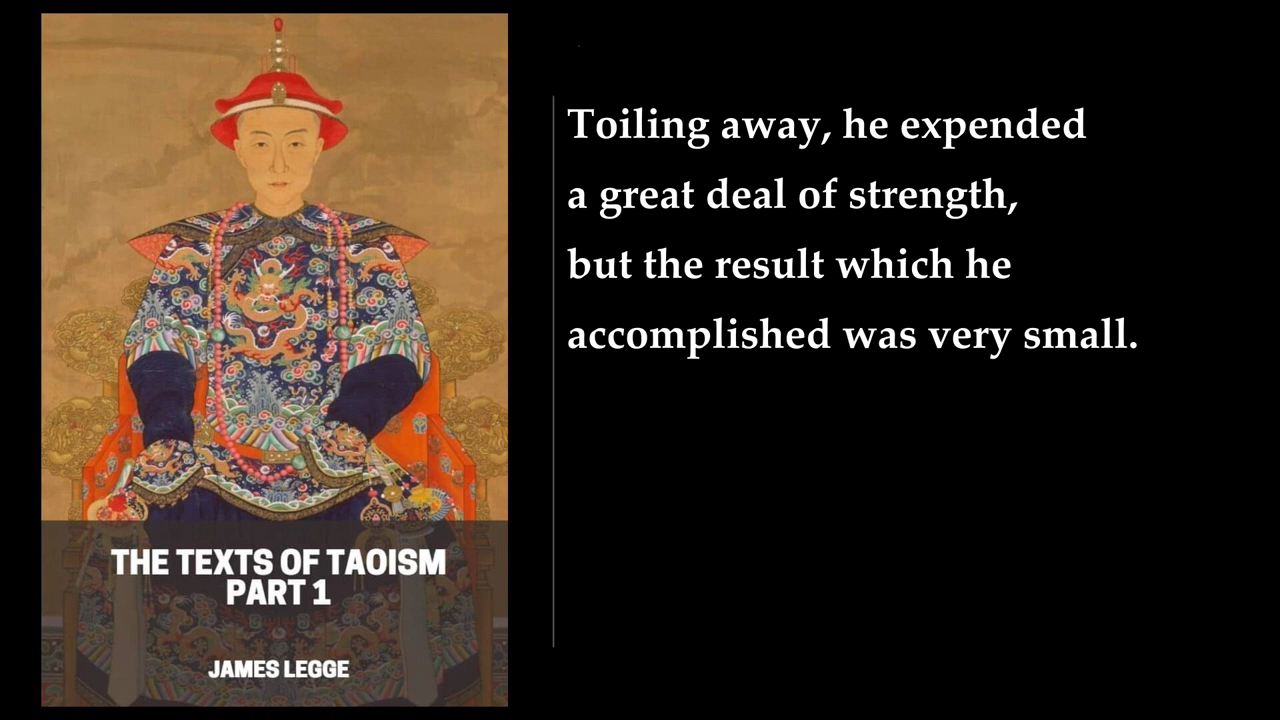 Toiling away, he expended
a great deal of strength,
but the result which he
accomplished was very small.
THE TEXTS OF TAOISM
PART 1
JAMES LEGGE